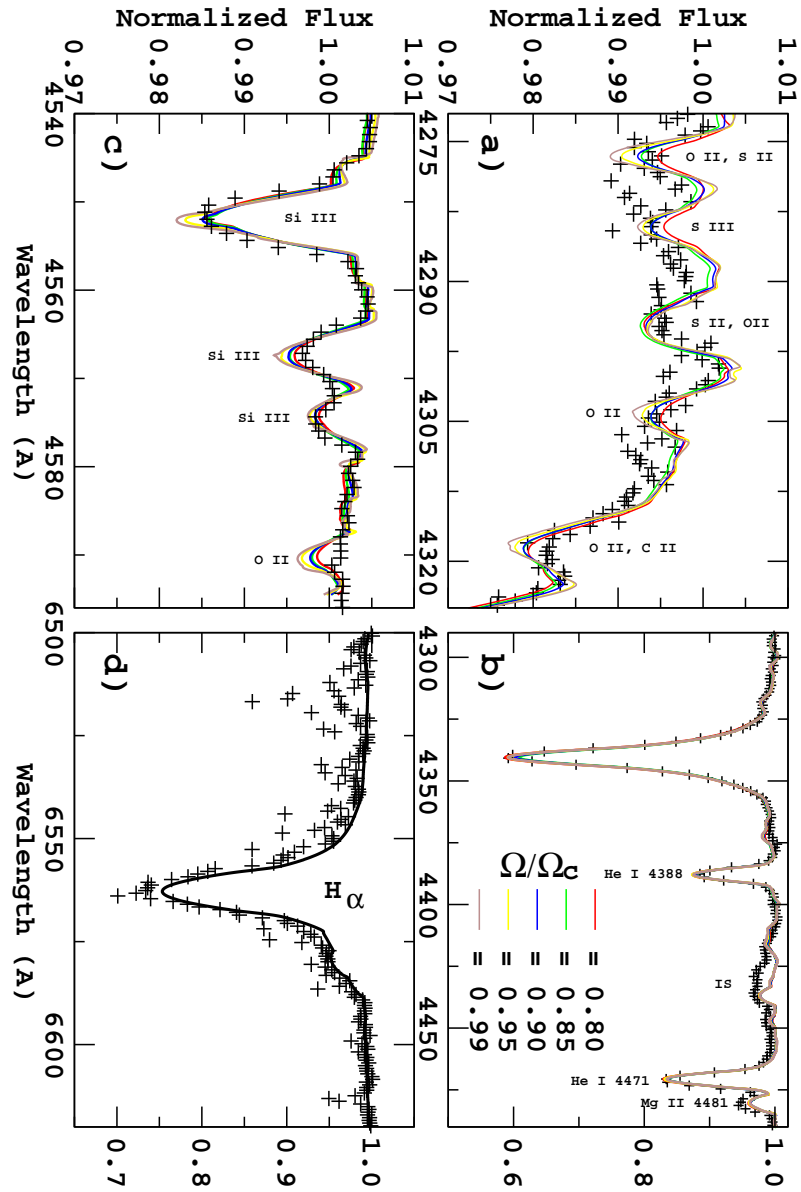 Normalized Flux
0.97 0.98 0.99 1.00 1.01
4275 4290 4305 4320
a)
O II, S II
S III
S II, OII
O II
O II, C II
4300 4350 4400 4450
0.6 0.8 1.0
b)
He I 4388
IS
He I 4471
Mg II 4481
Ω/Ωc
= 0.80
= 0.85
= 0.90
= 0.95
= 0.99
Normalized Flux
0.97 0.98 0.99 1.00 1.01
4540 4560 4580
Wavelength (A)
c)
Si III
Si III
Si III
O II
6500 6550 6600
0.7 0.8 0.9 1.0
Wavelength (A)
d)
H α